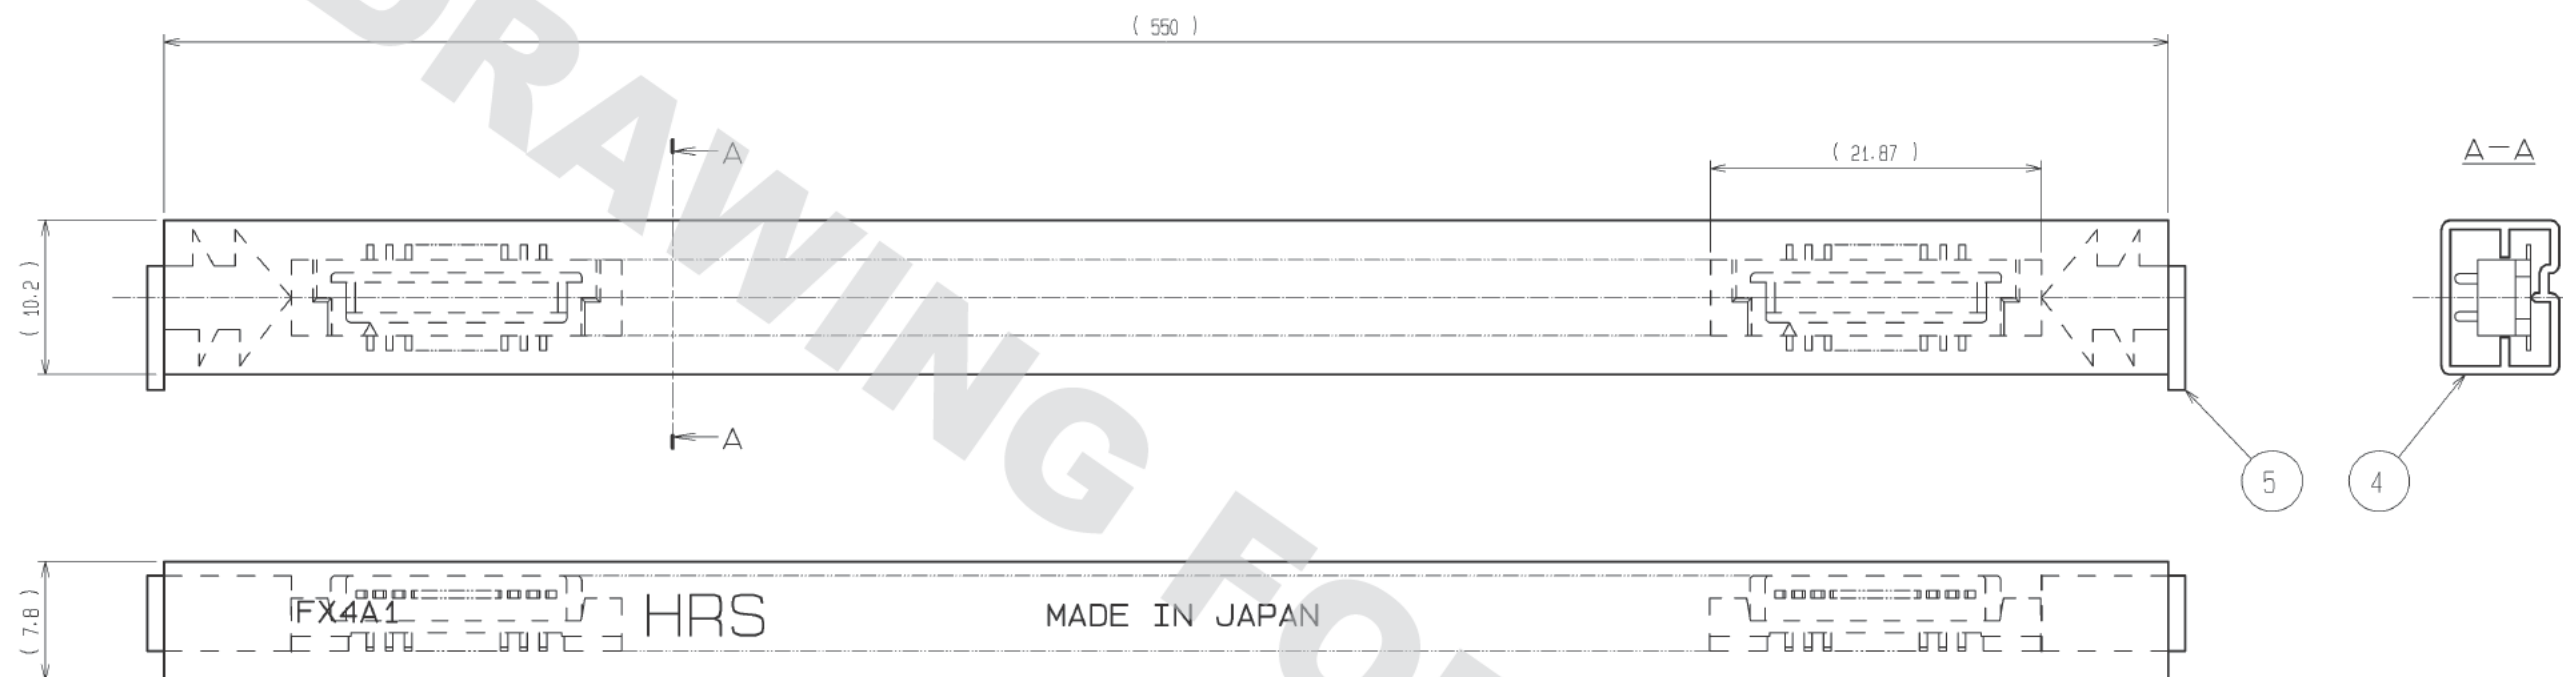 ( 550 )
DRAWING FO
A
( 21.87 )
A-A
( 10.2 )
A
5
4
( 7.8 )
FX4A1
HRS
MADE IN JAPAN